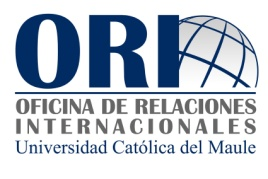 ORI
OFICINA DE RELACIONES
INTERNACIONALES
Universidad Católica del Maule